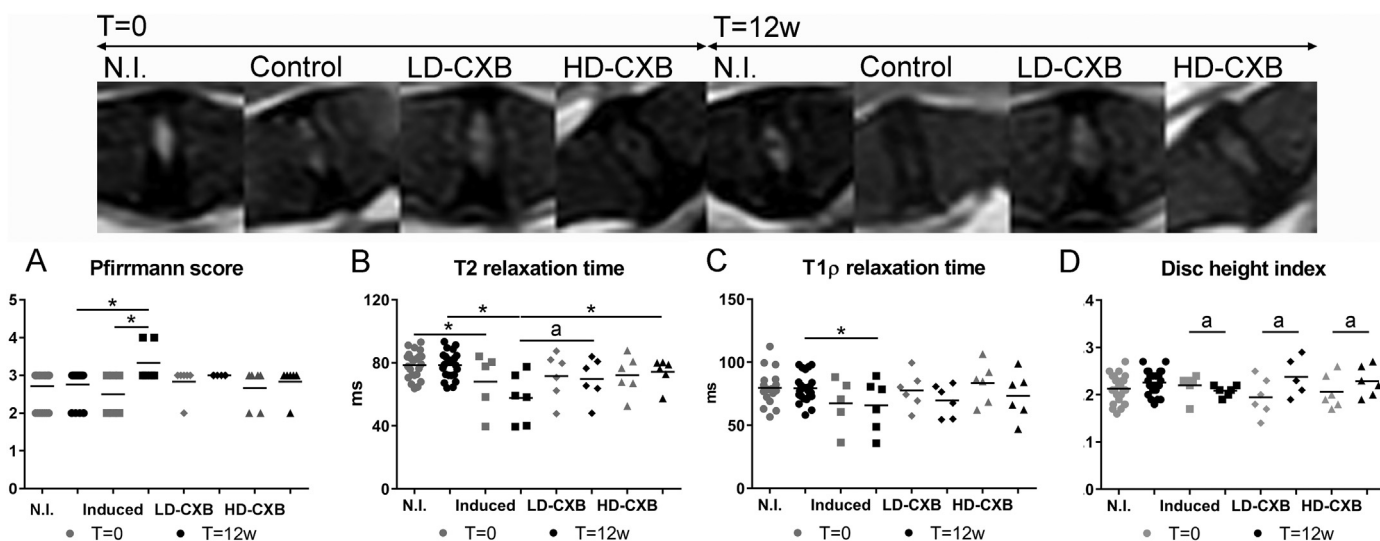 T=0 T=12w
N.I. Control LD-CXB HD-CXB N.I. Control LD-CXB HD-CXB
A Pfirrmann score
5
4
3
2
1
0
* *
N.I. Induced LD-CXB HD-CXB
T=0 T=12w
B T2 relaxation time
120
80
40
0
ms
* * a *
N.I. Induced LD-CXB HD-CXB
T=0 T=12w
C T1ρ relaxation time
150
100
50
0
ms
*
N.I. Induced LD-CXB HD-CXB
T=0 T=12w
D Disc height index
.4
.3
.2
.1
.0
a a a
N.I. Induced LD-CXB HD-CXB
T=0 T=12w